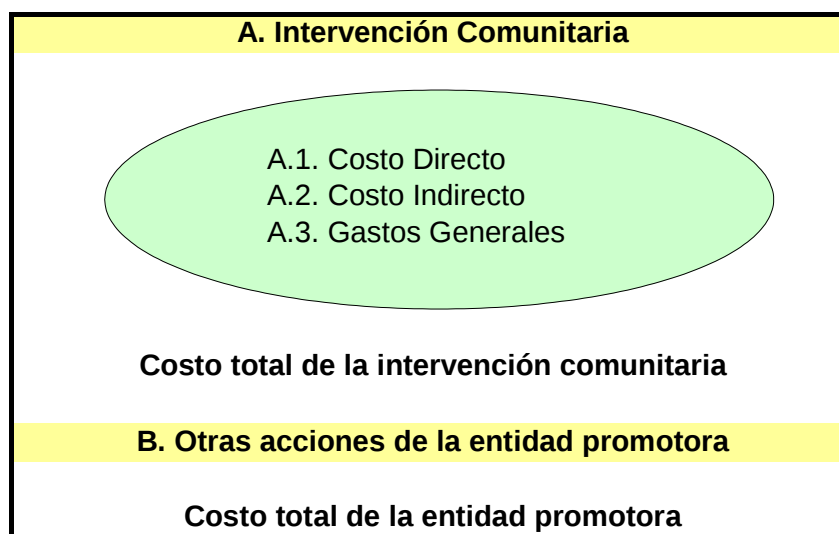 A. Intervención Comunitaria
A.1. Costo Directo
A.2. Costo Indirecto
A.3. Gastos Generales
Costo total de la intervención comunitaria
B. Otras acciones de la entidad promotora
Costo total de la entidad promotora